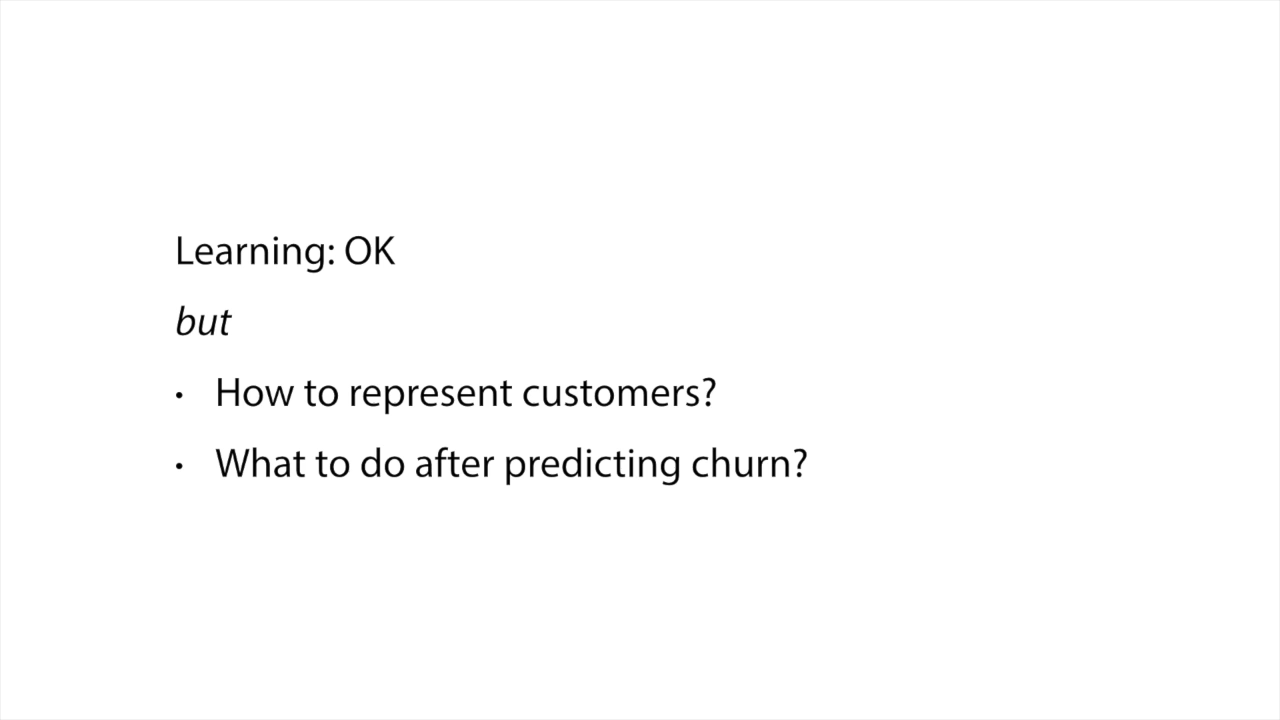 Learning: OK
but
• How to represent customers?
• What to do after predicting churn?